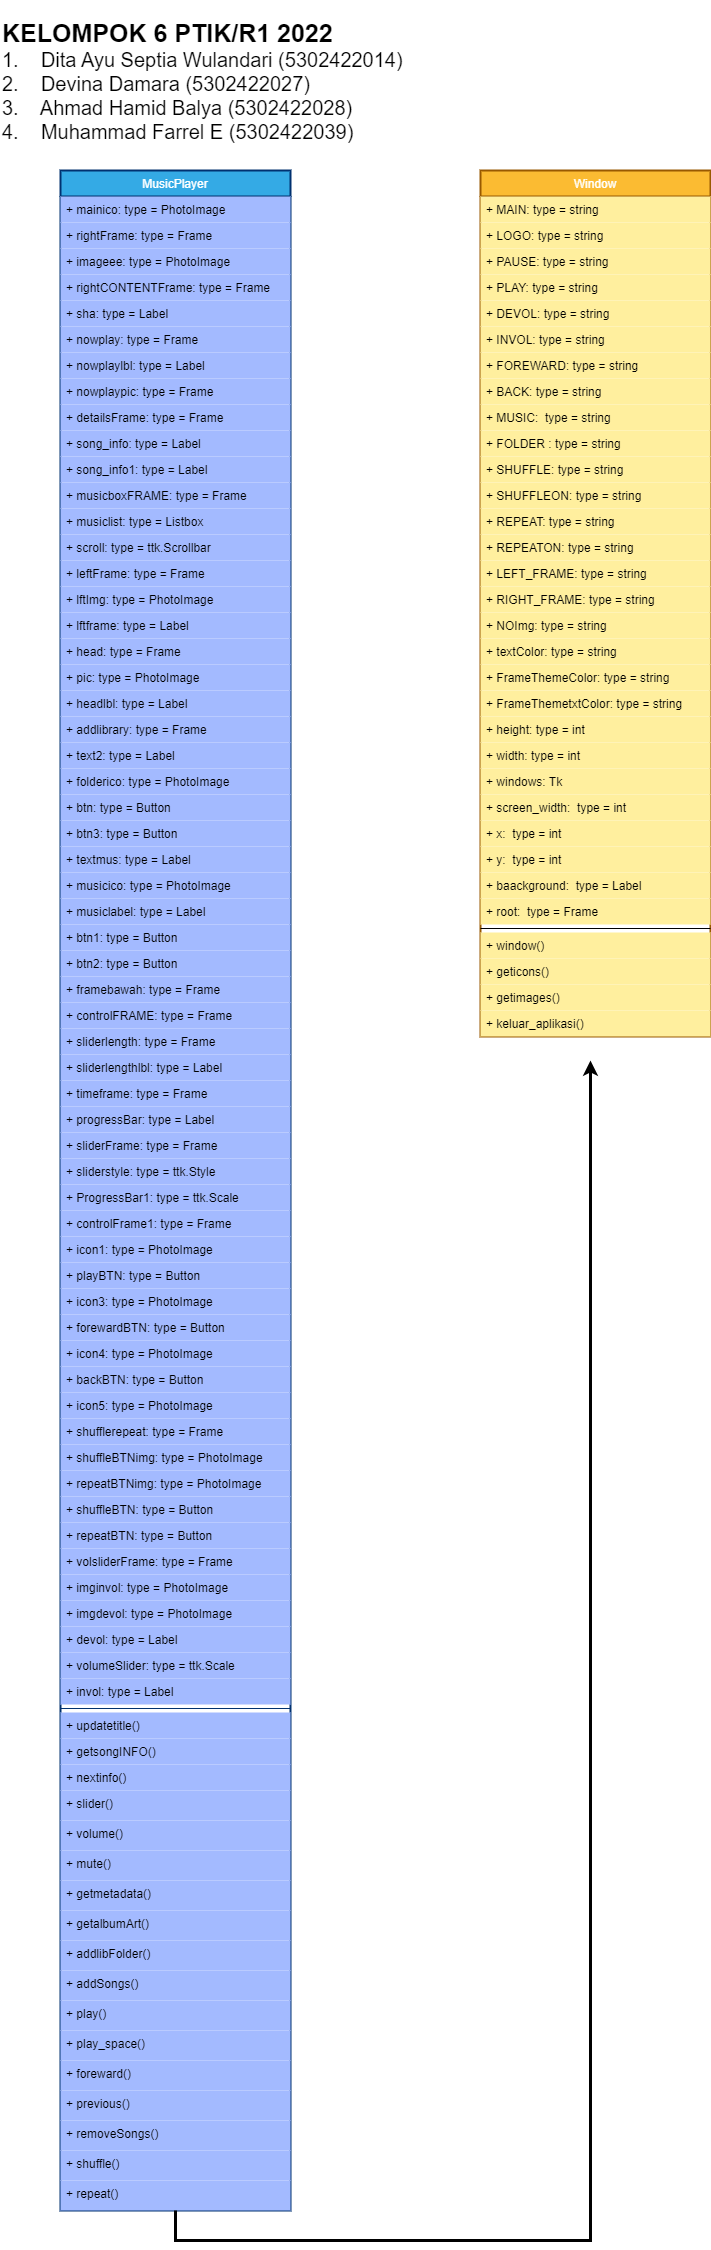 KELOMPOK 6 PTIK/R1 2022
1. Dita Ayu Septia Wulandari (5302422014)
2. Devina Damara (5302422027)
3. Ahmad Hamid Balya (5302422028)
4. Muhammad Farrel E (5302422039)
MusicPlayer
+ mainico: type = PhotoImage
+ rightFrame: type = Frame
+ imageee: type = PhotoImage
+ rightCONTENTFrame: type = Frame
+ sha: type = Label
+ nowplay: type = Frame
+ nowplaylbl: type = Label
+ nowplaypic: type = Frame
+ detailsFrame: type = Frame
+ song_info: type = Label
+ song_info1: type = Label
+ musicboxFRAME: type = Frame
+ musiclist: type = Listbox
+ scroll: type = ttk.Scrollbar
+ leftFrame: type = Frame
+ lftImg: type = PhotoImage
+ lftframe: type = Label
+ head: type = Frame
+ pic: type = PhotoImage
+ headlbl: type = Label
+ addlibrary: type = Frame
+ text2: type = Label
+ folderico: type = PhotoImage
+ btn: type = Button
+ btn3: type = Button
+ textmus: type = Label
+ musicico: type = PhotoImage
+ musiclabel: type = Label
+ btn1: type = Button
+ btn2: type = Button
+ framebawah: type = Frame
+ controlFRAME: type = Frame
+ sliderlength: type = Frame
+ sliderlengthlbl: type = Label
+ timeframe: type = Frame
+ progressBar: type = Label
+ sliderFrame: type = Frame
+ sliderstyle: type = ttk.Style
+ ProgressBar1: type = ttk.Scale
+ controlFrame1: type = Frame
+ icon1: type = PhotoImage
+ playBTN: type = Button
+ icon3: type = PhotoImage
+ forewardBTN: type = Button
+ icon4: type = PhotoImage
+ backBTN: type = Button
+ icon5: type = PhotoImage
+ shufflerepeat: type = Frame
+ shuffleBTNimg: type = PhotoImage
+ repeatBTNimg: type = PhotoImage
+ shuffleBTN: type = Button
+ repeatBTN: type = Button
+ volsliderFrame: type = Frame
+ imginvol: type = PhotoImage
+ imgdevol: type = PhotoImage
+ devol: type = Label
+ volumeSlider: type = ttk.Scale
+ invol: type = Label
+ updatetitle()
+ getsongINFO()
+ nextinfo()
+ slider()
+ volume()
+ mute()
+ getmetadata()
+ getalbumArt()
+ addlibFolder()
+ addSongs()
+ play()
+ play_space()
+ foreward()
+ previous()
+ removeSongs()
+ shuffle()
+ repeat()
Window
+ MAIN: type = string
+ LOGO: type = string
+ PAUSE: type = string
+ PLAY: type = string
+ DEVOL: type = string
+ INVOL: type = string
+ FOREWARD: type = string
+ BACK: type = string
+ MUSIC: type = string
+ FOLDER : type = string
+ SHUFFLE: type = string
+ SHUFFLEON: type = string
+ REPEAT: type = string
+ REPEATON: type = string
+ LEFT_FRAME: type = string
+ RIGHT_FRAME: type = string
+ NOImg: type = string
+ textColor: type = string
+ FrameThemeColor: type = string
+ FrameThemetxtColor: type = string
+ height: type = int
+ width: type = int
+ windows: Tk
+ screen_width: type = int
+ x: type = int
+ y: type = int
+ baackground: type = Label
+ root: type = Frame
+ window()
+ geticons()
+ getimages()
+ keluar_aplikasi()